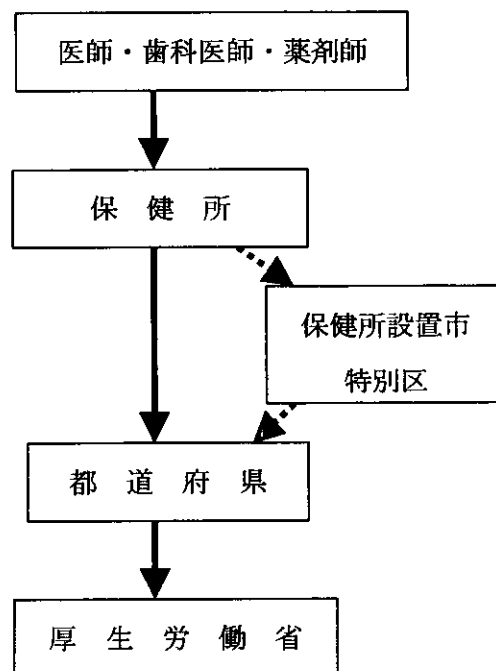 医師・歯科医師・薬剤師
保健所
保健所設置市
特別区
都道府県
厚生労働省